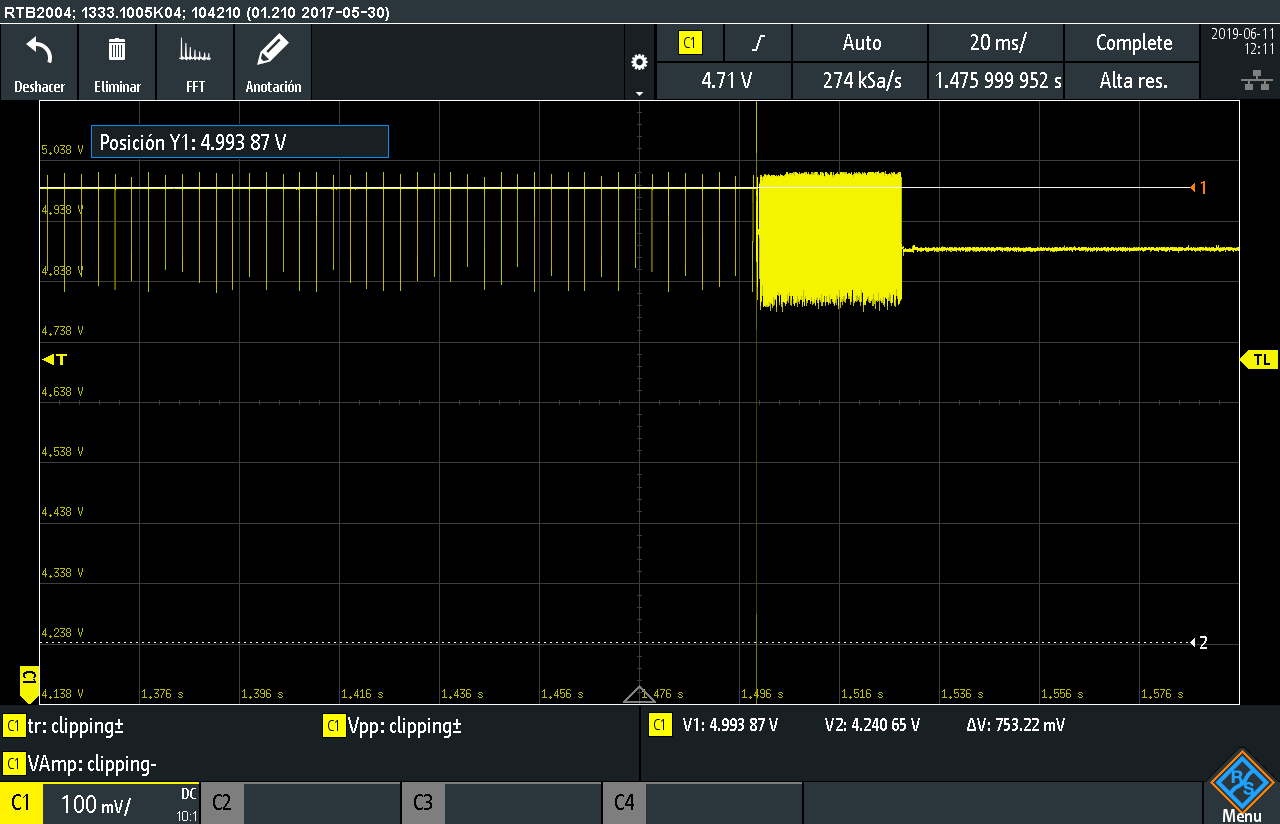 RTB2004; 1333.1005K04; 104210 (01.210 2017-05-30)
Deshacer
Eliminar
FFT
Anotación
C1
Auto
20 ms/
Complete
4.71 V
274 kSa/s
1.475 999 952 s
Alta res.
2019-06-11
12:11
Posición Y1: 4.993 87 V
5.038 V
1
4.938 V
4.838 V
4.738 V
T
TL
4.638 V
4.538 V
4.438 V
4.338 V
4.238 V
2
C1
4.138 V
1.376 s
1.396 s
1.416 s
1.436 s
1.456 s
1.476 s
1.496 s
1.516 s
1.536 s
1.556 s
1.576 s
C1 tr: clipping±
C1 Vpp: clipping±
C1 V1: 4.993 87 V V2: 4.240 65 V ΔV: 753.22 mV
C1 VAmp: clipping-
C1 100 mV/ DC 10:1
C2
C3
C4
R S
Menu